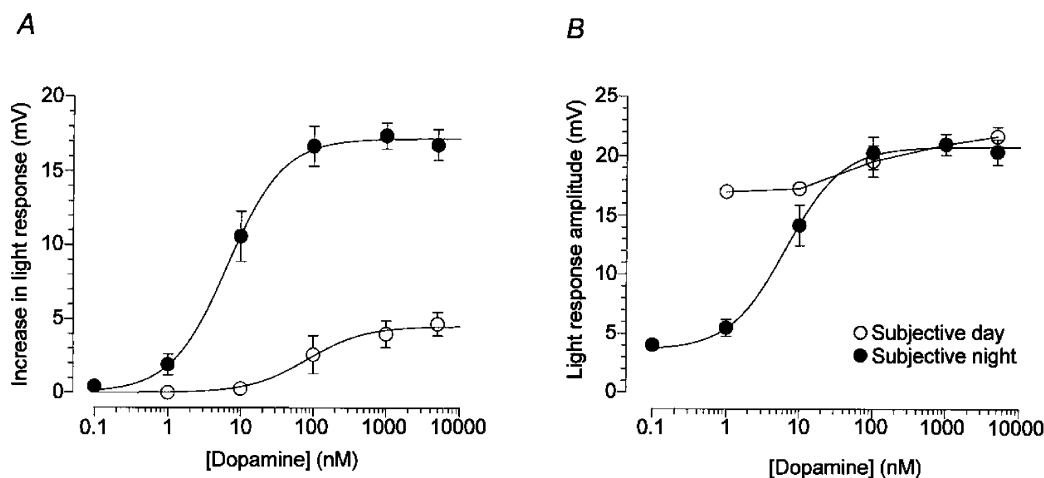 A
Increase in light response (mV)
20
15
10
5
0
0.1 1 10 100 1000 10000
[Dopamine] (nM)
B
Light response amplitude (mV)
25
20
15
10
5
0
Subjective day
Subjective night
0.1 1 10 100 1000 10000
[Dopamine] (nM)